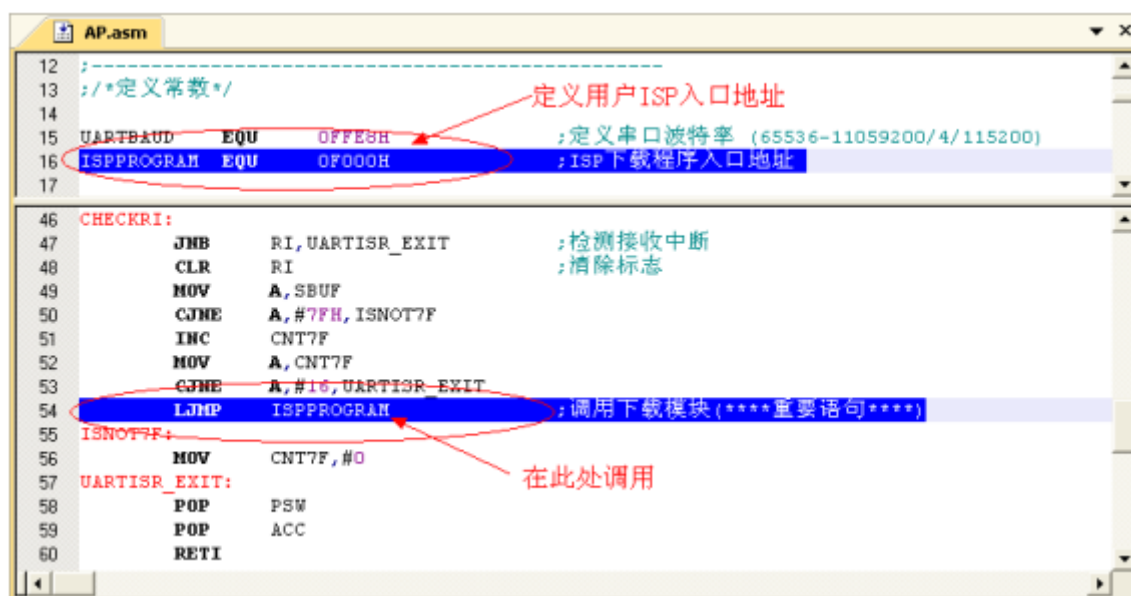 AP.asm
12 ;------------------------------------------------
13 ;/*定义常数*/
定义用户ISP入口地址
14
15 UARTBAUD EQU 0FFE8H ;定义串口波特率 (65536-11059200/4/115200)
16 ISPPROGRAM EQU 0F000H ;ISP下载程序入口地址
17
46 CHECKRI:
47 JNB RI,UARTISR_EXIT ;检测接收中断
48 CLR RI ;清除标志
49 MOV A,SBUF
50 CJNE A,#7FH,ISNOT7F
51 INC CNT7F
52 MOV A,CNT7F
53 CJNE A,#16,UARTISR_EXIT
54 LJMP ISPPROGRAM ;调用下载模块(****重要语句****)
55 ISNOT7F:
56 MOV CNT7F,#0
在此处调用
57 UARTISR_EXIT:
58 POP PSW
59 POP ACC
60 RETI